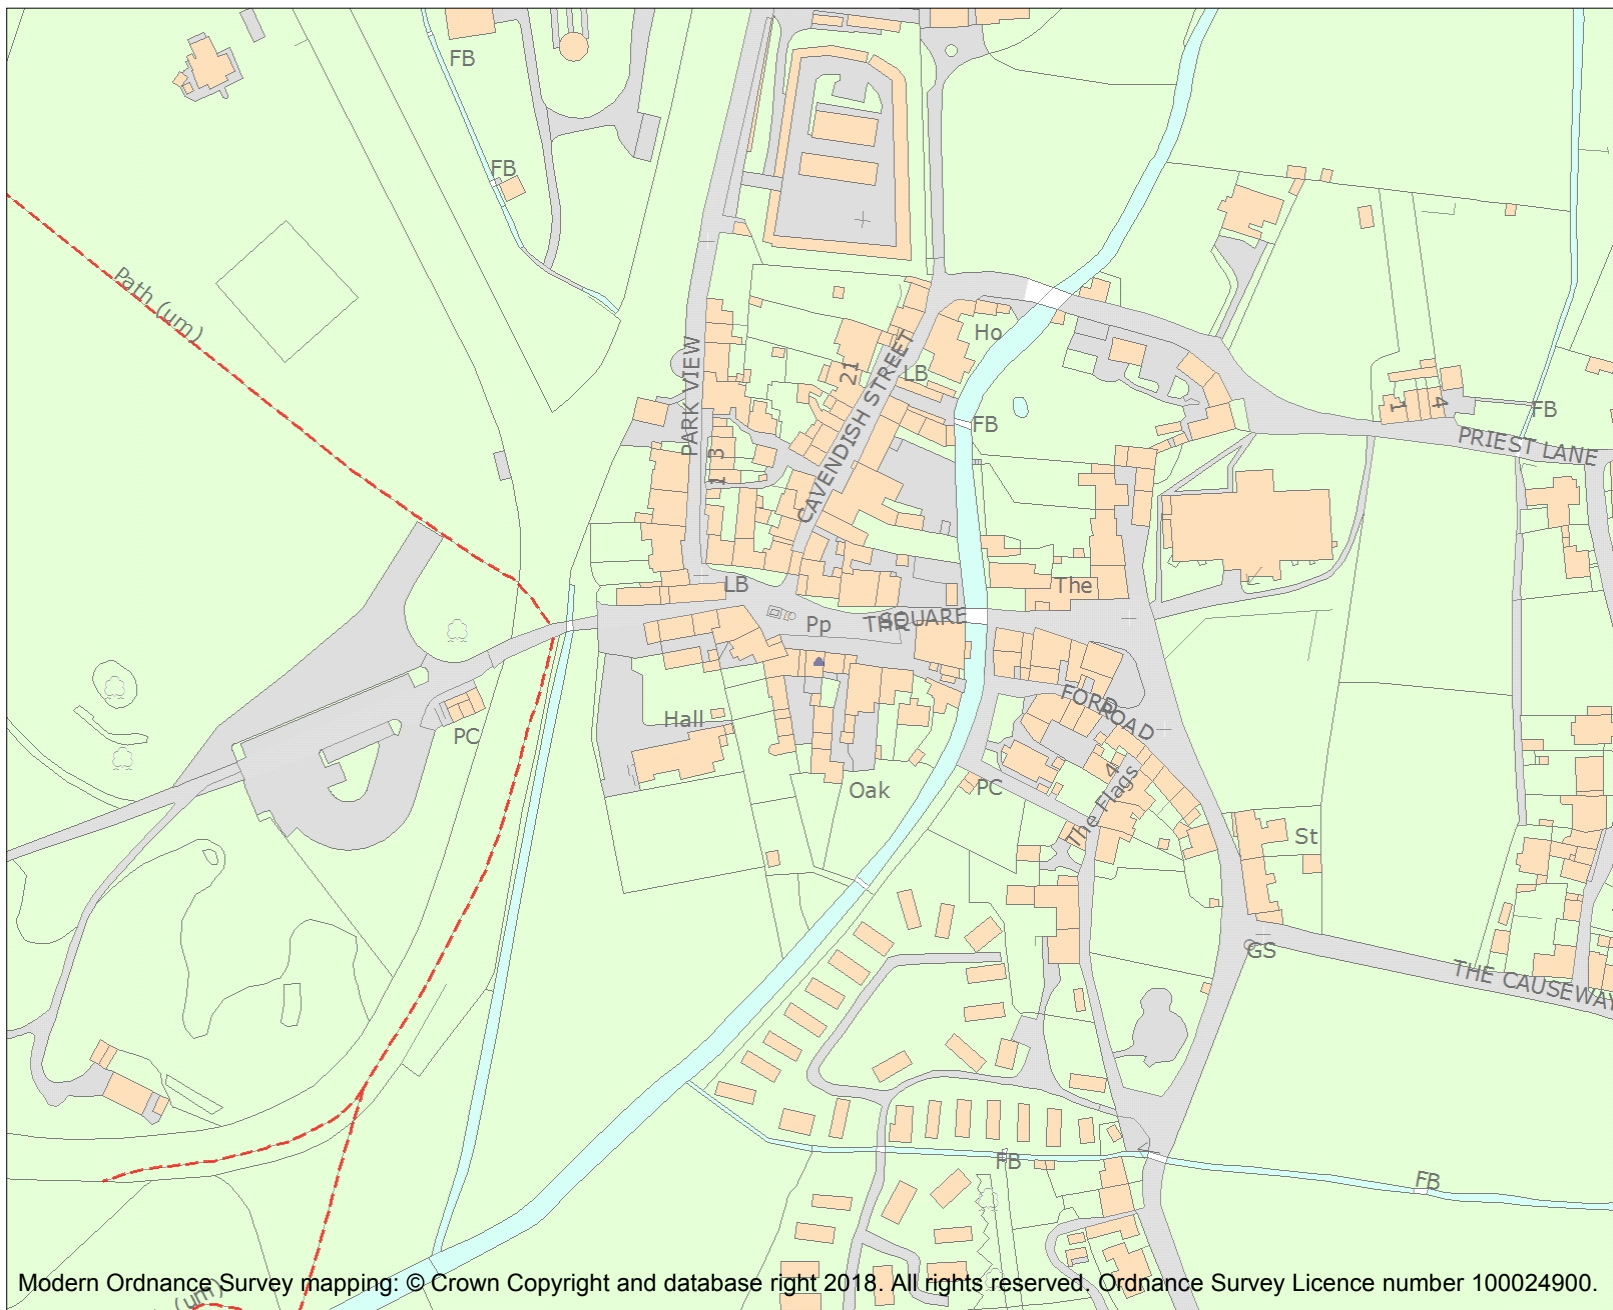 FB
FB
Path (um)
Ho
PARK VIEW
21
LB
CAVENDISH STREET
FB
1
4
FB
PRIEST LANE
3
1
LB
The
Pp
THE
SQUARE
FORD
ROAD
Hall
PC
Oak
PC
4
The Flags
St
GS
THE CAUSEWAY
FB
FB
(um)
Modern Ordnance Survey mapping: © Crown Copyright and database right 2018. All rights reserved. Ordnance Survey Licence number 100024900.